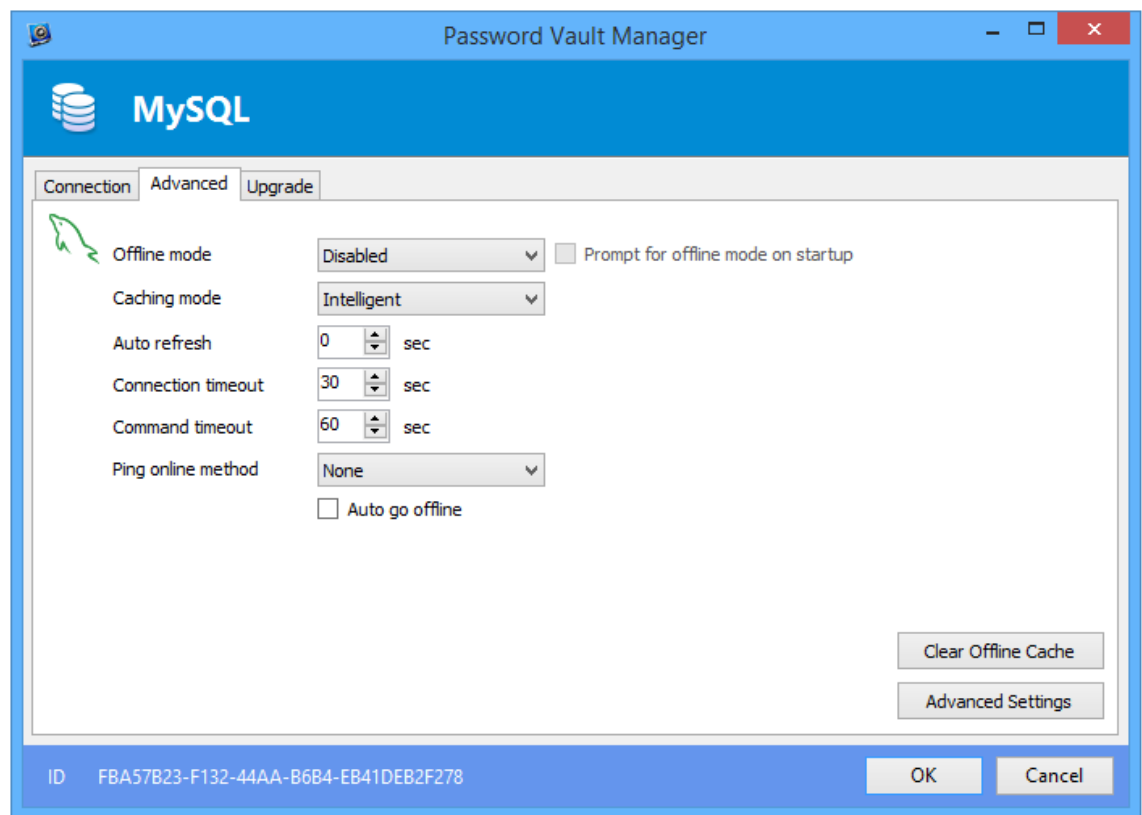 Password Vault Manager
MySQL
Connection Advanced Upgrade
Offline mode Disabled Prompt for offline mode on startup
Caching mode Intelligent
Auto refresh 0 sec
Connection timeout 30 sec
Command timeout 60 sec
Ping online method None
Auto go offline
Clear Offline Cache
Advanced Settings
ID FBA57B23-F132-44AA-B6B4-EB41DEB2F278 OK Cancel